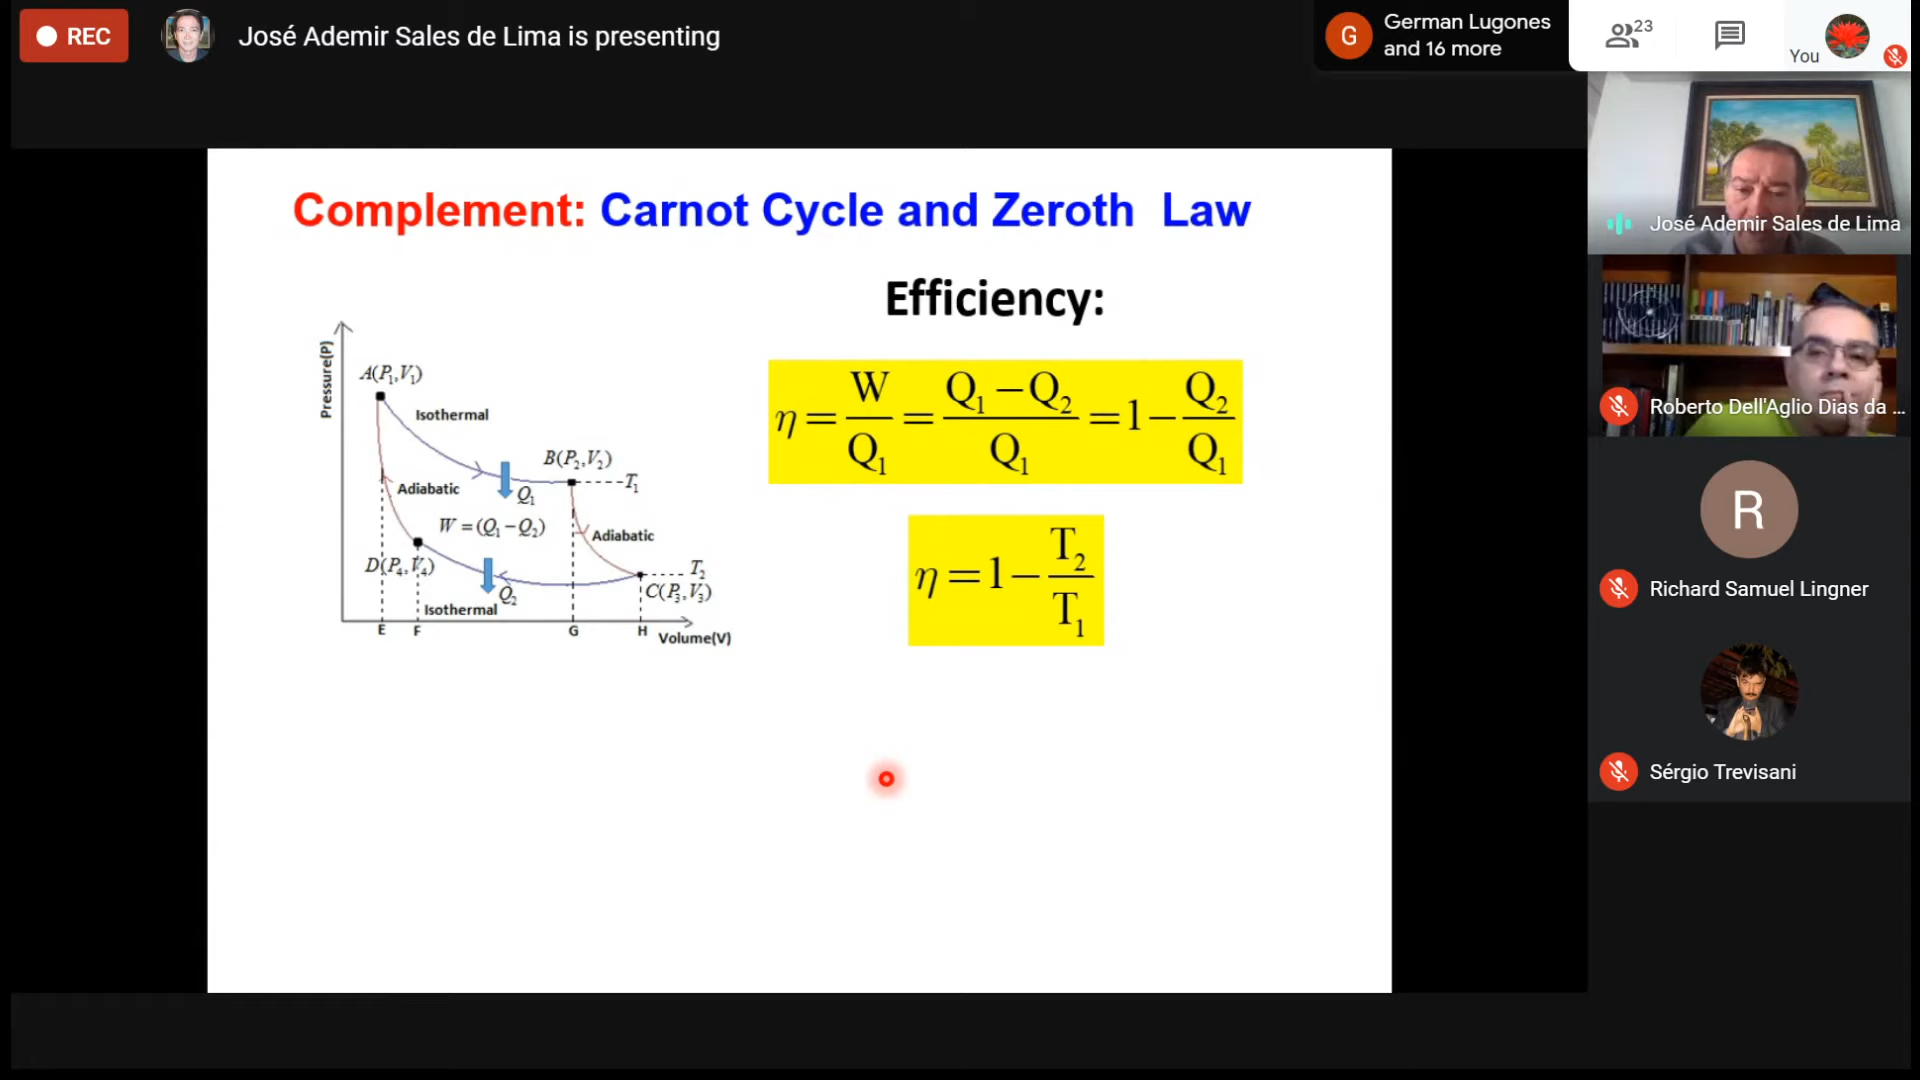 REC
José Ademir Sales de Lima is presenting
G
German Lugones
and 16 more
23
You
Complement: Carnot Cycle and Zeroth Law
Efficiency:
Pressure(P)
A(P₁,V₁)
Isothermal
B(P₂,V₂)
T₁
Q₁
Adiabatic
W = (Q₁ − Q₂)
Adiabatic
D(P₄,V₄)
T₂
Q₂
C(P₃,V₃)
Isothermal
E F G H
Volume(V)
η = W/Q₁ = (Q₁ − Q₂)/Q₁ = 1 − Q₂/Q₁
η = 1 − T₂/T₁
José Ademir Sales de Lima
Roberto Dell'Aglio Dias da ...
R
Richard Samuel Lingner
Sérgio Trevisani